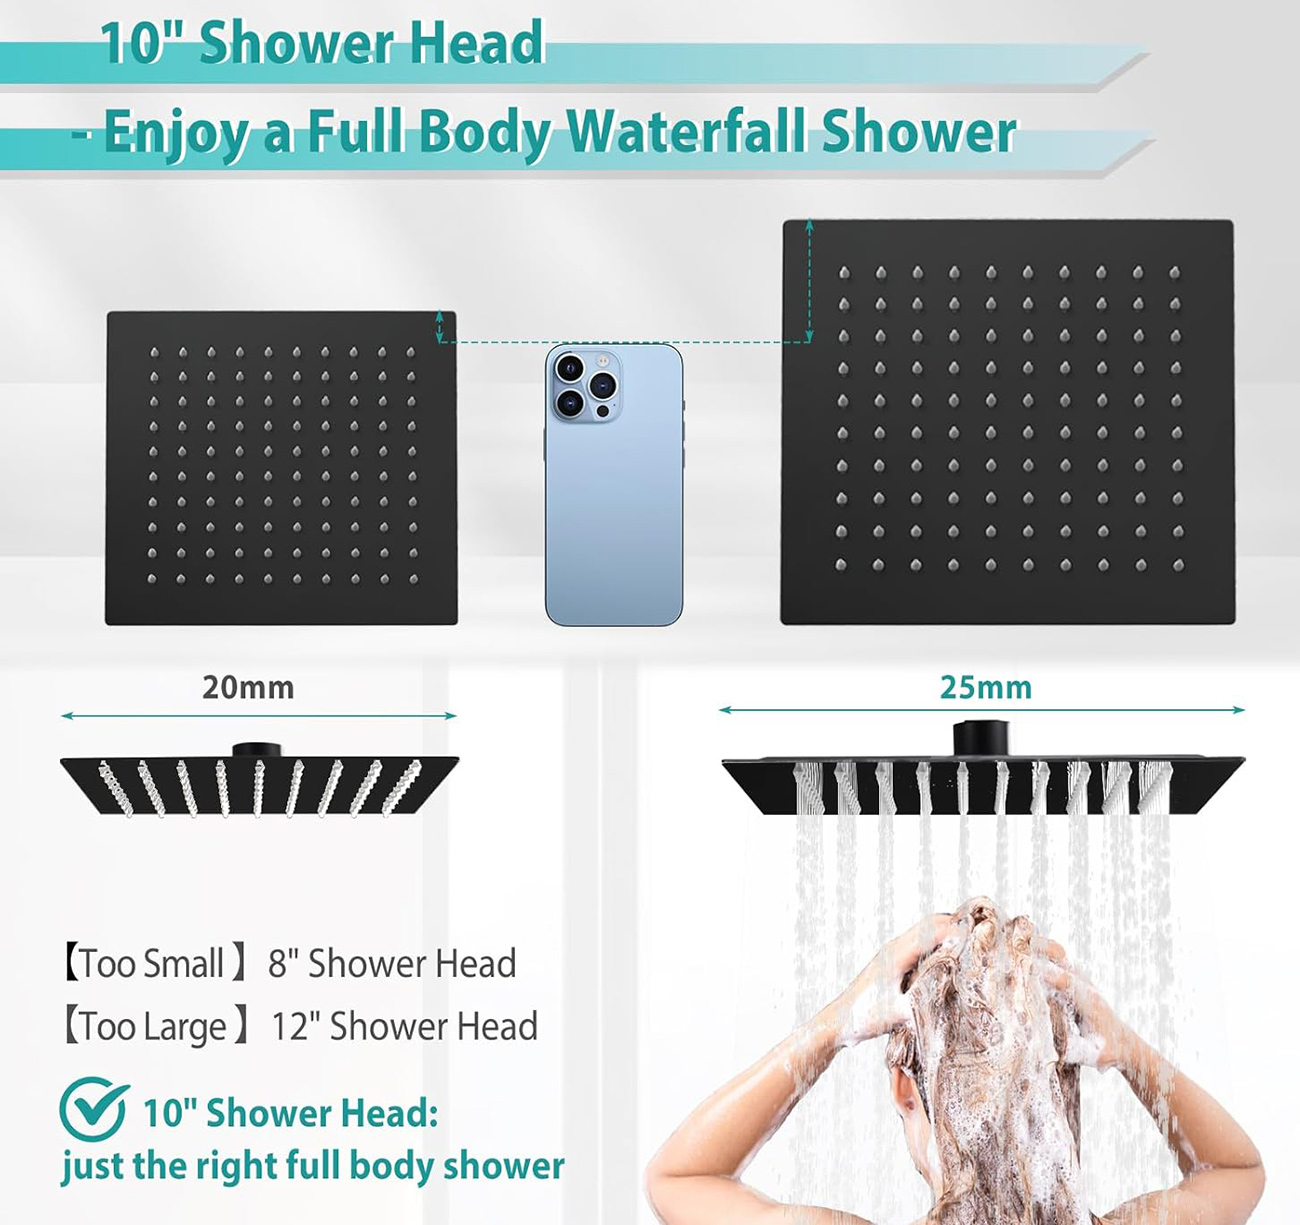 10" Shower Head
- Enjoy a Full Body Waterfall Shower
20mm
25mm
【Too Small】 8" Shower Head
【Too Large】 12" Shower Head
10" Shower Head:
just the right full body shower